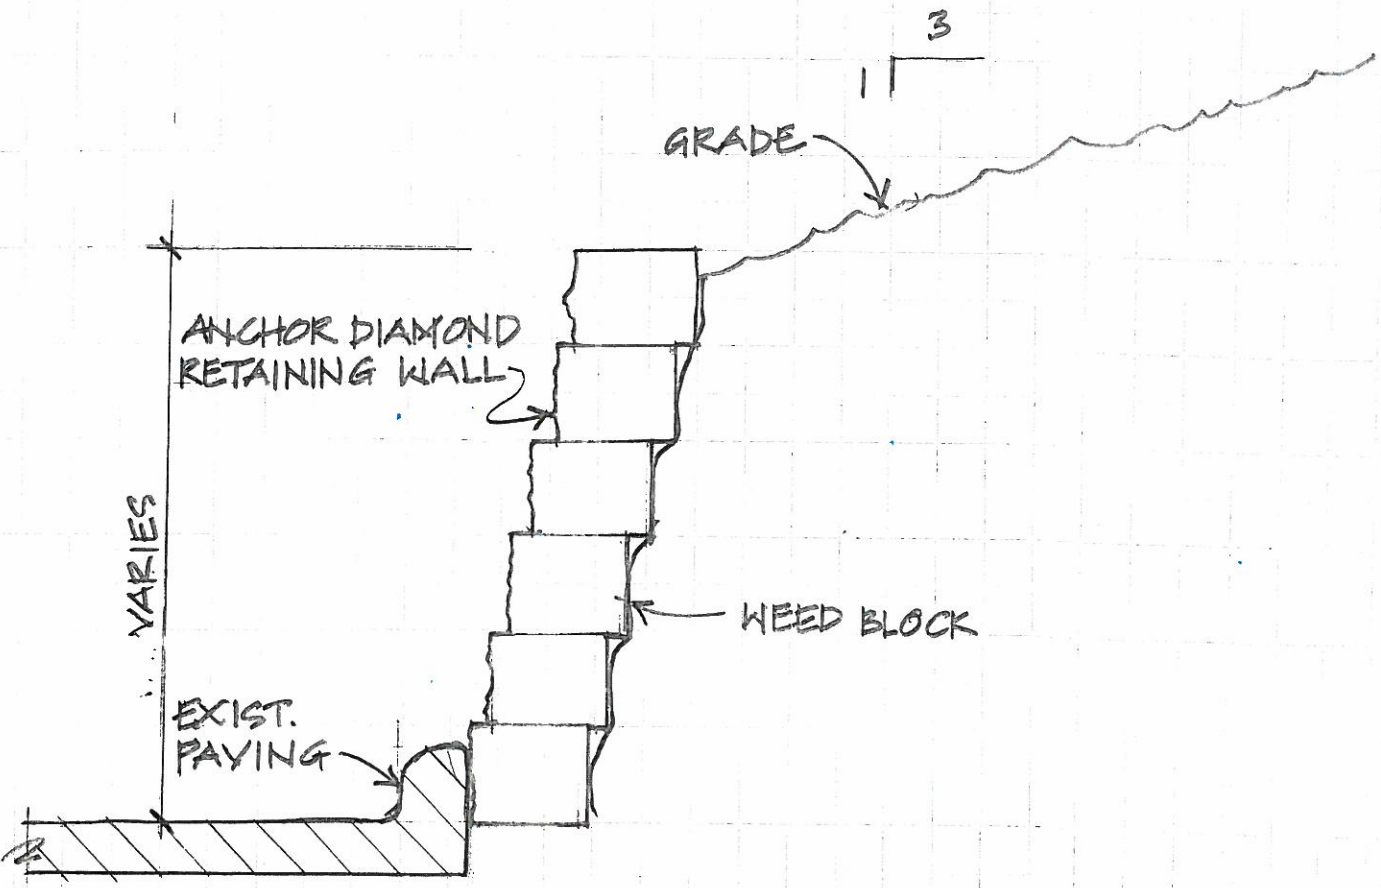 3
1
GRADE
ANCHOR DIAMOND
RETAINING WALL
VARIES
WEED BLOCK
EXIST.
PAVING